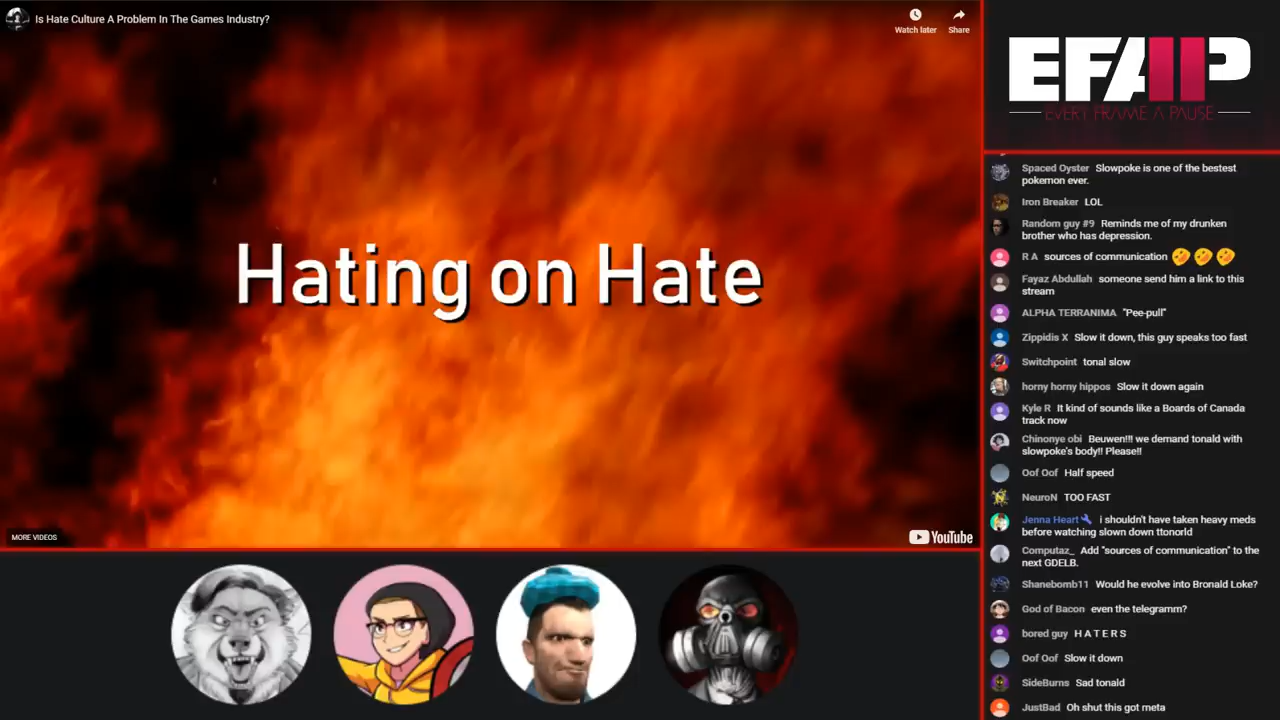 Is Hate Culture A Problem In The Games Industry?
Watch later
Share
Hating on Hate
MORE VIDEOS
YouTube
EFAP
EVERY FRAME A PAUSE
Spaced Oyster Slowpoke is one of the bestest
pokemon ever.
Iron Breaker LOL
Random guy #9 Reminds me of my drunken
brother who has depression.
R A sources of communication
Fayaz Abdullah someone send him a link to this
stream
ALPHA TERRANIMA "Pee-pull"
Zippidis X Slow it down, this guy speaks too fast
Switchpoint tonal slow
horny horny hippos Slow it down again
Kyle R It kind of sounds like a Boards of Canada
track now
Chinonye obi Beuwen!!! we demand tonald with
slowpoke's body!! Please!!
Oof Oof Half speed
NeuroN TOO FAST
Jenna Heart i shouldn't have taken heavy meds
before watching slown down ttonorld
Computaz_ Add "sources of communication" to the
next GDELB.
Shanebomb11 Would he evolve into Bronald Loke?
God of Bacon even the telegramm?
bored guy H A T E R S
Oof Oof Slow it down
SideBurns Sad tonald
JustBad Oh shut this got meta